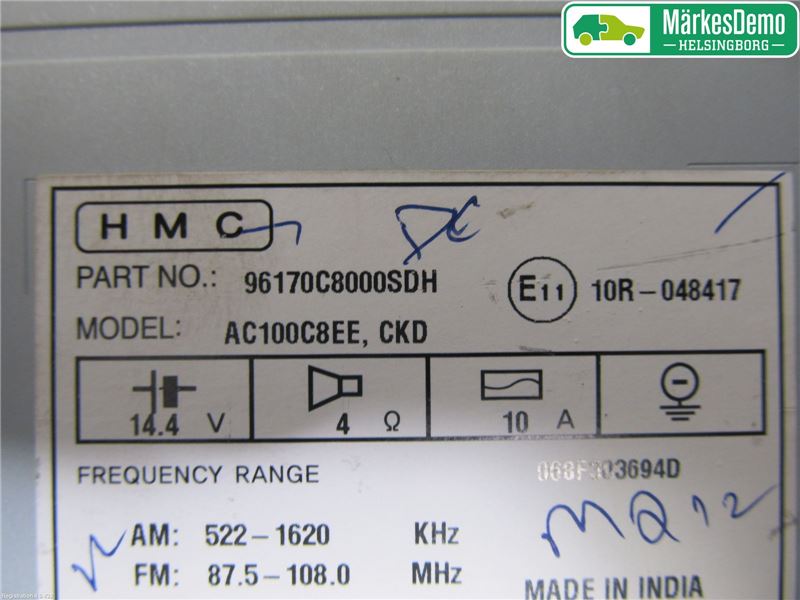 MärkesDemo
HELSINGBORG
HMC
DC
PART NO.: 96170C8000SDH
E11 10R-048417
MODEL: AC100C8EE, CKD
14.4 V
4 Ω
10 A
FREQUENCY RANGE
068F303694D
AM: 522-1620 KHz
FM: 87.5-108.0 MHz
MADE IN INDIA